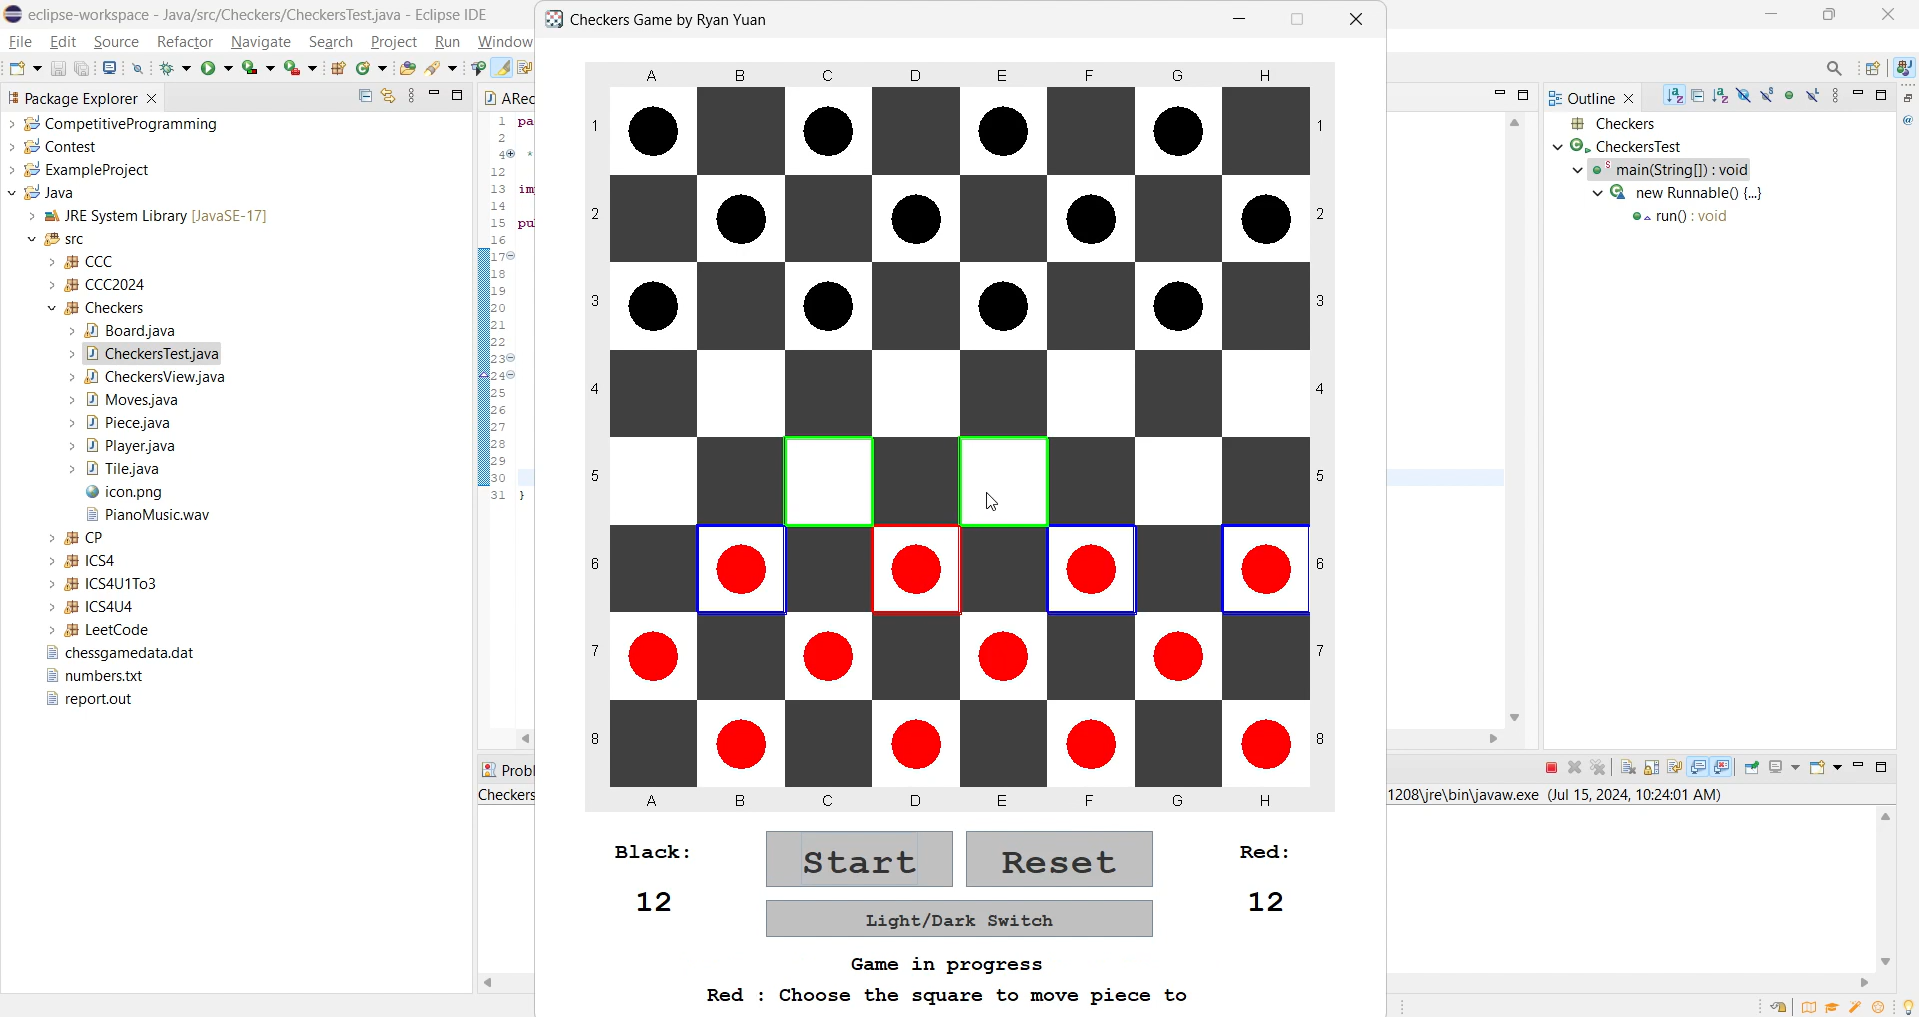 eclipse-workspace - Java/src/Checkers/CheckersTest.java - Eclipse IDE
File Edit Source Refactor Navigate Search Project Run Window
Package Explorer
CompetitiveProgramming
Contest
ExampleProject
Java
JRE System Library [JavaSE-17]
src
CCC
CCC2024
Checkers
Board.java
CheckersTest.java
CheckersView.java
Moves.java
Piece.java
Player.java
Tile.java
icon.png
PianoMusic.wav
CP
ICS4
ICS4U1To3
ICS4U4
LeetCode
chessgamedata.dat
numbers.txt
report.out
ARec
1 pa
2
4 *
12
13 im
14
15 pu
16
17
18
19
20
21
22
23
24
25
26
27
28
29
30
31 }
Probl
Checkers
Checkers Game by Ryan Yuan
A B C D E F G H
1 1
2 2
3 3
4 4
5 5
6 6
7 7
8 8
A B C D E F G H
Black: Start Reset Red:
12 12
Light/Dark Switch
Game in progress
Red : Choose the square to move piece to
Outline
Checkers
CheckersTest
main(String[]) : void
new Runnable() {...}
run() : void
1208\jre\bin\javaw.exe (Jul 15, 2024, 10:24:01 AM)